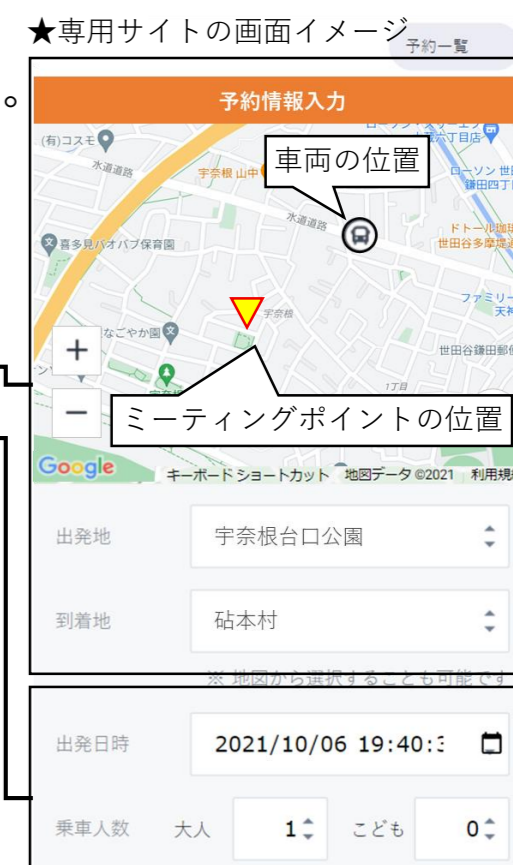 ★専用サイトの画面イメージ
予約一覧
。
予約情報入力
(有)コスモ
六丁目店
水道道路
宇奈根 山中
車両の位置
ローソン 世田
鎌田四丁
水道道路
喜多見バオバブ保育園
ドトール珈琲
世田谷多摩堤通
宇奈根
ファミリー
天神
なごやか園
世田谷鎌田郵便
+
1丁目
−
ミーティングポイントの位置
Google
キーボード ショートカット 地図データ ©2021 利用規約
出発地 宇奈根台口公園
到着地 砧本村
※ 地図から選択することも可能です
出発日時 2021/10/06 19:40:3
乗車人数 大人 1 こども 0